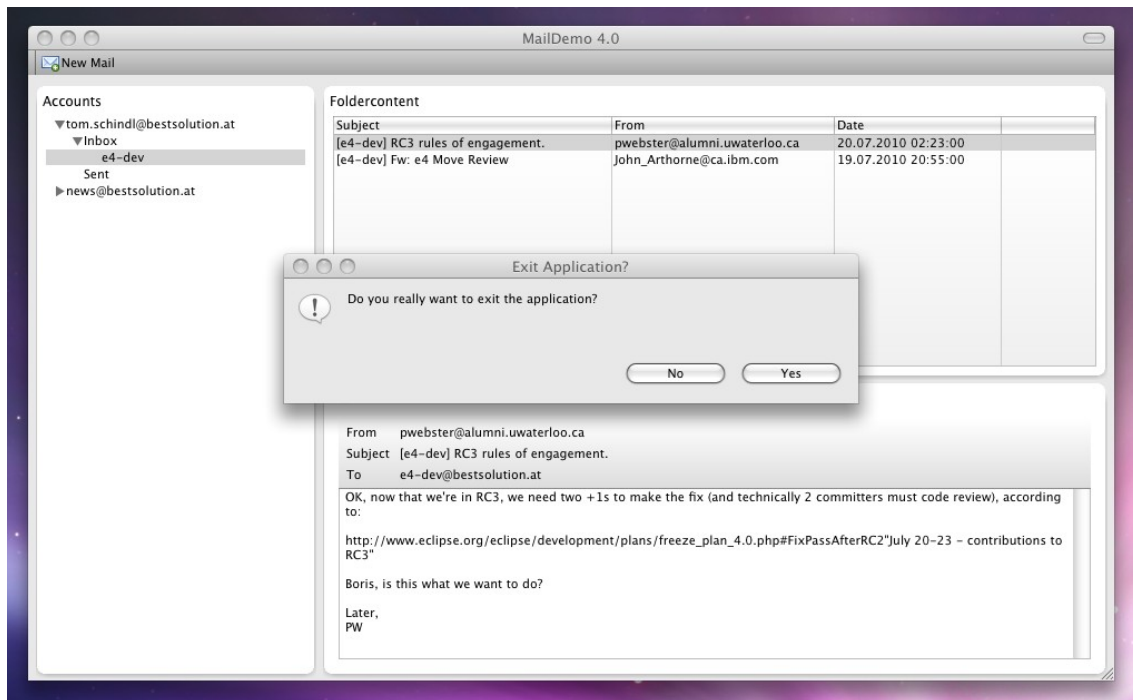 MailDemo 4.0
New Mail
Accounts
tom.schindl@bestsolution.at
Inbox
e4-dev
Sent
news@bestsolution.at
Foldercontent
Subject From Date
[e4-dev] RC3 rules of engagement. pwebster@alumni.uwaterloo.ca 20.07.2010 02:23:00
[e4-dev] Fw: e4 Move Review John_Arthorne@ca.ibm.com 19.07.2010 20:55:00
Exit Application?
Do you really want to exit the application?
No Yes
From pwebster@alumni.uwaterloo.ca
Subject [e4-dev] RC3 rules of engagement.
To e4-dev@bestsolution.at
OK, now that we're in RC3, we need two +1s to make the fix (and technically 2 committers must code review), according
to:
http://www.eclipse.org/eclipse/development/plans/freeze_plan_4.0.php#FixPassAfterRC2"July 20-23 - contributions to
RC3"
Boris, is this what we want to do?
Later,
PW